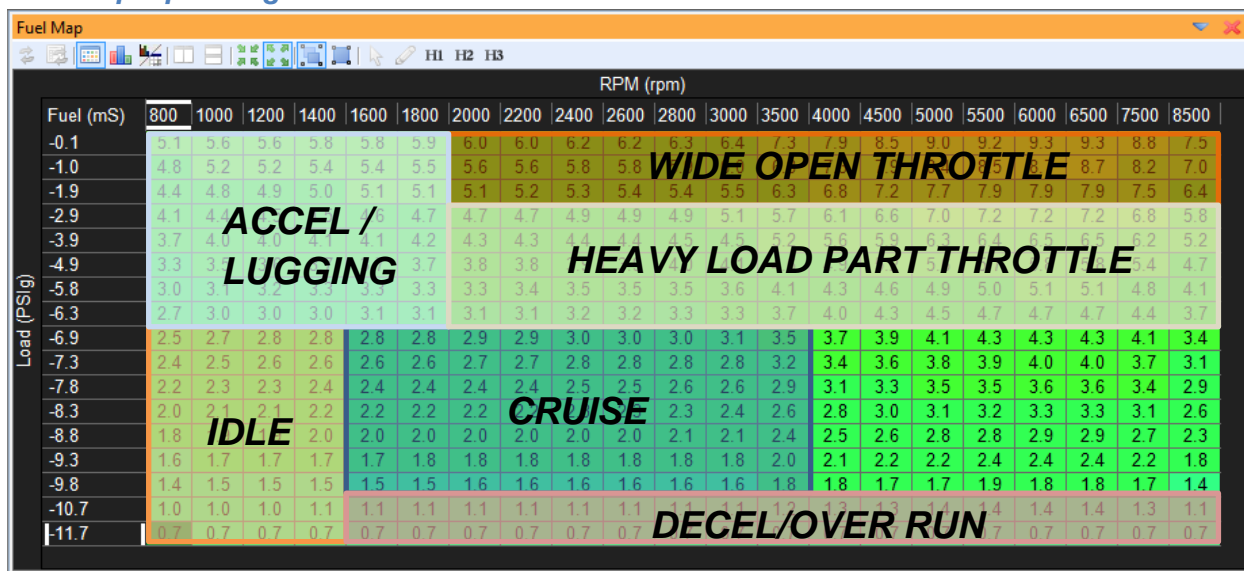 Fuel Map
H1 H2 H3
RPM (rpm)
Fuel (mS) 800 1000 1200 1400 1600 1800 2000 2200 2400 2600 2800 3000 3500 4000 4500 5000 5500 6000 6500 7500 8500
-0.1 5.1 5.6 5.6 5.8 5.8 5.9 6.0 6.0 6.2 6.2 6.3 6.4 7.3 7.9 8.5 9.0 9.2 9.3 9.3 8.8 7.5
WIDE OPEN THROTTLE
-1.0 4.8 5.2 5.2 5.4 5.4 5.5 5.6 5.6 5.8 5.8 8.7 8.2 7.0
-1.9 4.4 4.8 4.9 5.0 5.1 5.1 5.1 5.2 5.3 5.4 5.4 5.5 6.3 6.8 7.2 7.7 7.9 7.9 7.9 7.5 6.4
-2.9 4.1 4.7 4.7 4.7 4.9 4.9 4.9 5.1 5.7 6.1 6.6 7.0 7.2 7.2 7.2 6.8 5.8
ACCEL /
LUGGING
HEAVY LOAD PART THROTTLE
-3.9 3.7 4.0 4.0 4.1 4.1 4.2 4.3 4.3 4.4 4.4 4.5 4.5 5.2 5.6 5.9 6.3 6.4 6.5 6.5 6.2 5.2
-4.9 3.3 3.7 3.8 3.8 5.4 4.7
-5.8 3.0 3.1 3.2 3.3 3.3 3.3 3.3 3.4 3.5 3.5 3.5 3.6 4.1 4.3 4.6 4.9 5.0 5.1 5.1 4.8 4.1
-6.3 2.7 3.0 3.0 3.0 3.1 3.1 3.1 3.1 3.2 3.2 3.3 3.3 3.7 4.0 4.3 4.5 4.7 4.7 4.7 4.4 3.7
Load (PSIg)
-6.9 2.5 2.7 2.8 2.8 2.8 2.8 2.9 2.9 3.0 3.0 3.0 3.1 3.5 3.7 3.9 4.1 4.3 4.3 4.3 4.1 3.4
-7.3 2.4 2.5 2.6 2.6 2.6 2.6 2.7 2.7 2.8 2.8 2.8 2.8 3.2 3.4 3.6 3.8 3.9 4.0 4.0 3.7 3.1
-7.8 2.2 2.3 2.3 2.4 2.4 2.4 2.4 2.4 2.5 2.5 2.6 2.6 2.9 3.1 3.3 3.5 3.5 3.6 3.6 3.4 2.9
-8.3 2.0 2.1 2.1 2.2 2.2 2.2 2.2 2.3 2.4 2.6 2.8 3.0 3.1 3.2 3.3 3.3 3.1 2.6
CRUISE
IDLE
-8.8 1.8 2.0 2.0 2.0 2.0 2.0 2.0 2.0 2.1 2.1 2.4 2.5 2.6 2.8 2.8 2.9 2.9 2.7 2.3
-9.3 1.6 1.7 1.7 1.7 1.7 1.8 1.8 1.8 1.8 1.8 1.8 1.8 2.0 2.1 2.2 2.2 2.4 2.4 2.4 2.2 1.8
-9.8 1.4 1.5 1.5 1.5 1.5 1.5 1.6 1.6 1.6 1.6 1.6 1.6 1.8 1.8 1.7 1.7 1.9 1.8 1.8 1.7 1.4
-10.7 1.0 1.0 1.0 1.1 1.1 1.1 1.1 1.1 1.1 1.1 1.4 1.4 1.3 1.1
DECEL/OVER RUN
-11.7 0.7 0.7 0.7 0.7 0.7 0.7 0.7 0.7 0.7 0.7 0.7 0.7 0.7 0.7 0.7